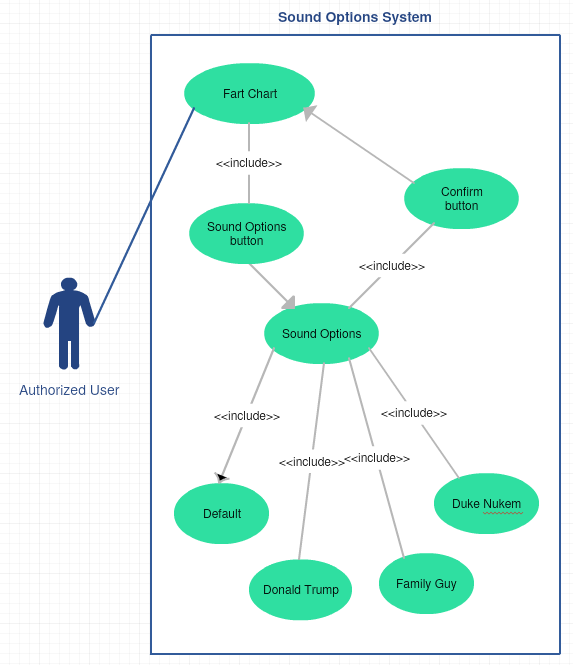 Sound Options System
Fart Chart
<<include>>
Confirm
button
Sound Options
button
<<include>>
Sound Options
Authorized User
<<include>>
<<include>>
<<include>>
<<include>>
Default
Duke Nukem
Donald Trump
Family Guy